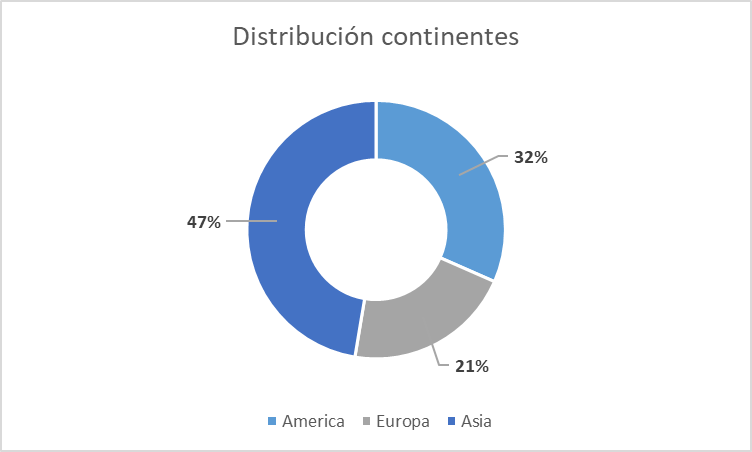 Distribución continentes
32%
47%
21%
America Europa Asia